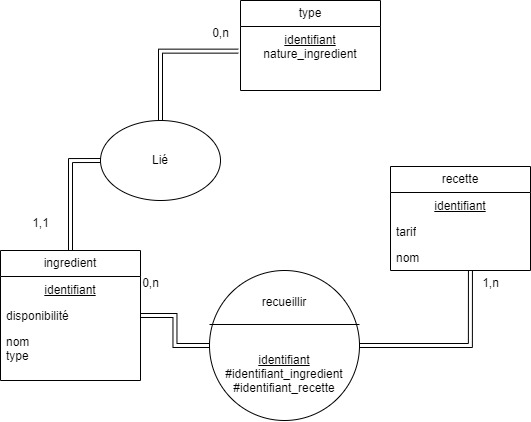 type
identifiant
nature_ingredient
0,n
Lié
1,1
recette
identifiant
tarif
nom
1,n
ingredient
identifiant
disponibilité
nom
type
0,n
recueillir
identifiant
#identifiant_ingredient
#identifiant_recette